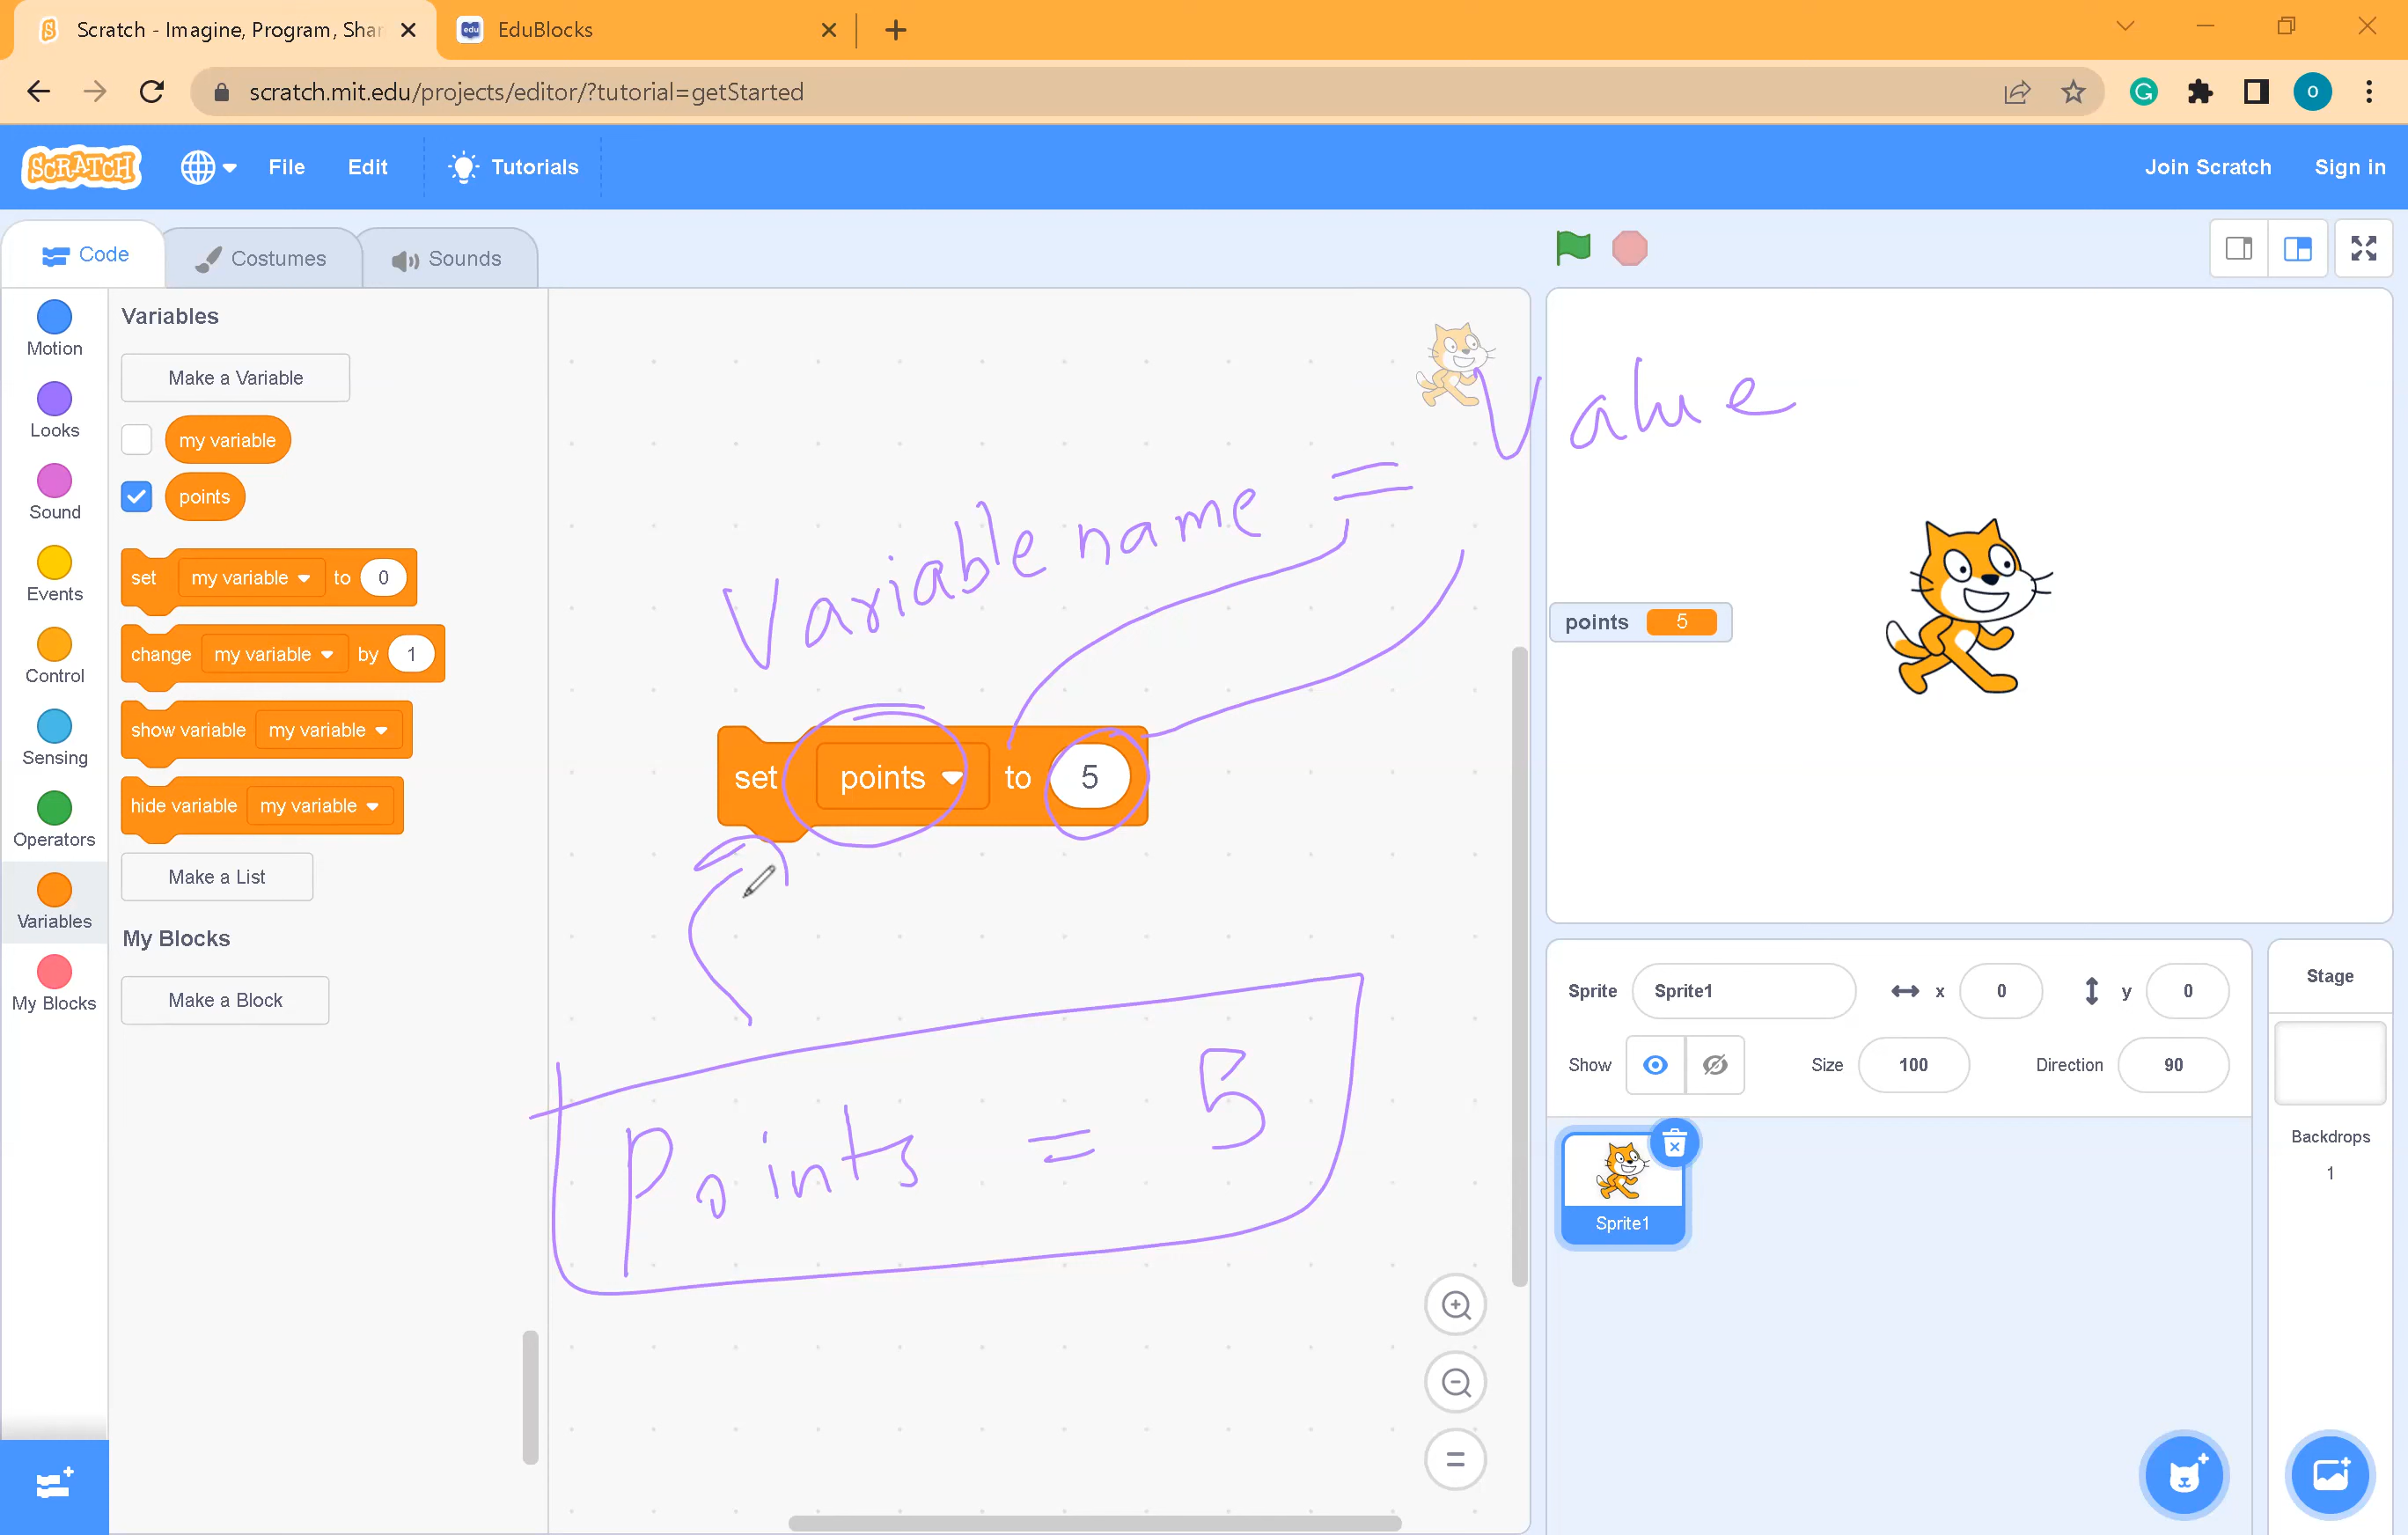 Scratch - Imagine, Program, Shar
EduBlocks
scratch.mit.edu/projects/editor/?tutorial=getStarted
SCRATCH File Edit Tutorials Join Scratch Sign in
Code Costumes Sounds
Motion
Looks
Sound
Events
Control
Sensing
Operators
Variables
My Blocks
Variables
Make a Variable
my variable
points
set my variable to 0
change my variable by 1
show variable my variable
hide variable my variable
Make a List
My Blocks
Make a Block
Variable name = Value
set points to 5
Points = 5
points 5
Sprite Sprite1 x 0 y 0
Show Size 100 Direction 90
Sprite1
Stage
Backdrops
1